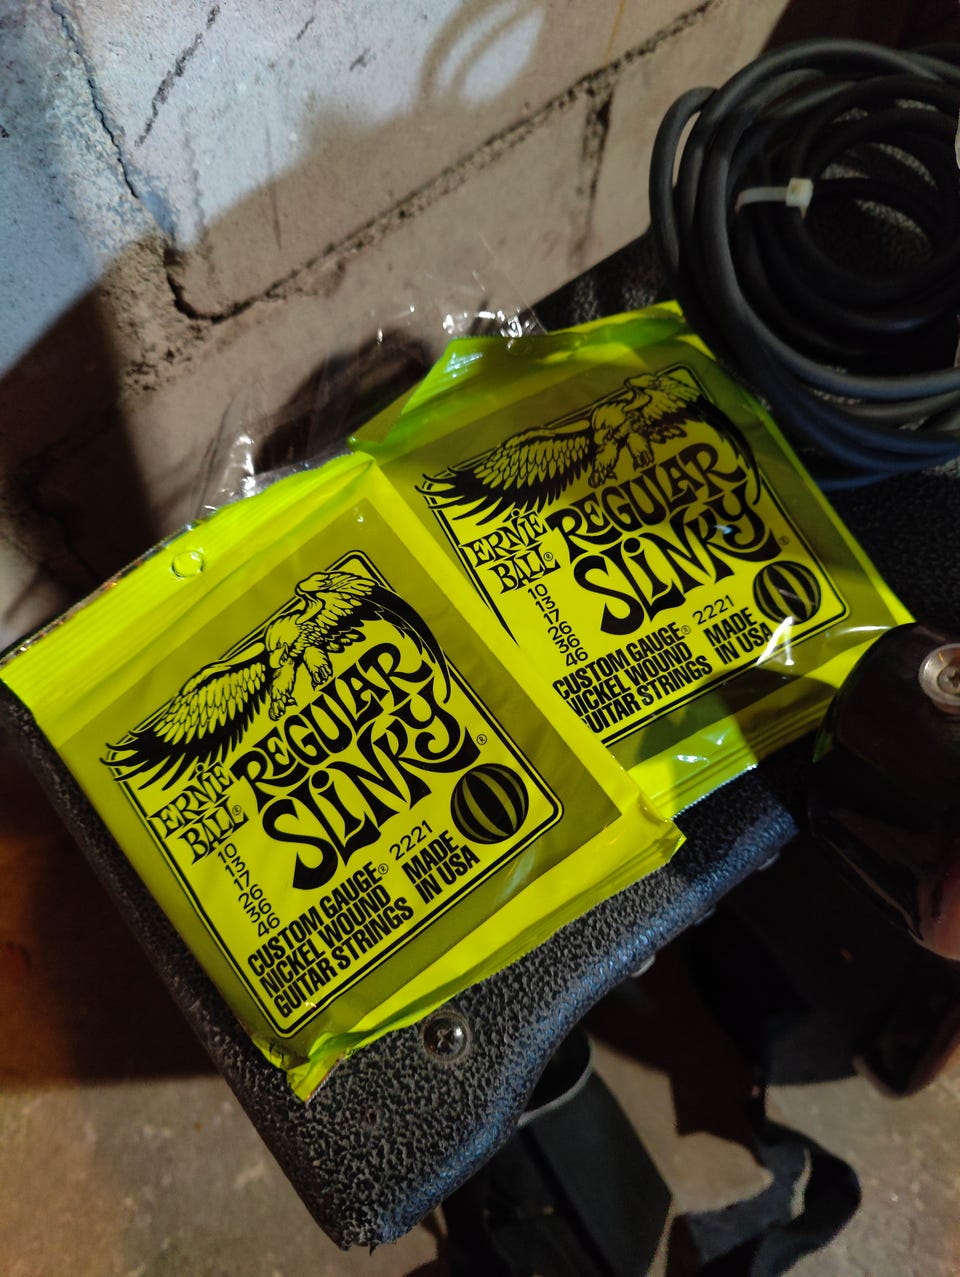 ERNIE
BALL®
REGULAR
SLINKY®
10
13
17
26
36
46
2221
CUSTOM GAUGE®
NICKEL WOUND
GUITAR STRINGS
MADE
IN USA
ERNIE
BALL®
REGULAR
SLINKY®
10
13
17
26
36
46
2221
CUSTOM GAUGE®
NICKEL WOUND
UITAR STRINGS
MADE
IN USA